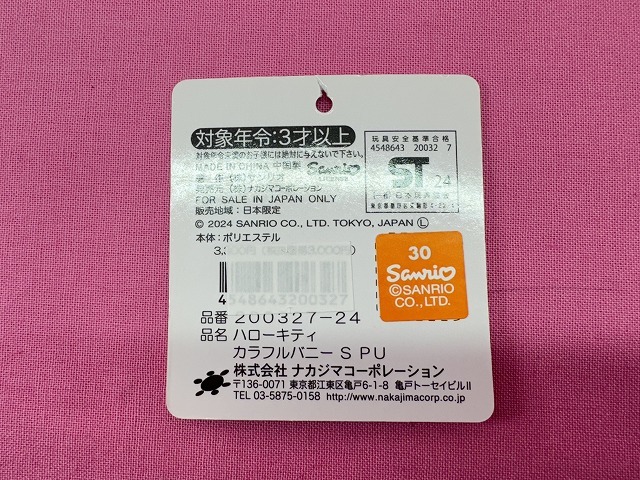 対象年令:3才以上
対象年令未満のお子様には絶対に与えないで下さい。
MADE IN CHINA 中国製
Sanrio
LICENSE
発売元 (株)ナカジマコーポレーション
FOR SALE IN JAPAN ONLY
販売地域:日本限定
© 2024 SANRIO CO., LTD. TOKYO, JAPAN Ⓛ
本体:ポリエステル
玩具安全基準合格
4548643 20032 7
ST
24
30
Sanrio
©SANRIO
CO., LTD.
4 548643 200327
品番 200327-24
品名 ハローキティ
カラフルバニー S PU
株式会社 ナカジマコーポレーション
〒136-0071 東京都江東区亀戸6-1-8 亀戸トーセイビルⅡ
TEL 03-5875-0158 http://www.nakajimacorp.co.jp